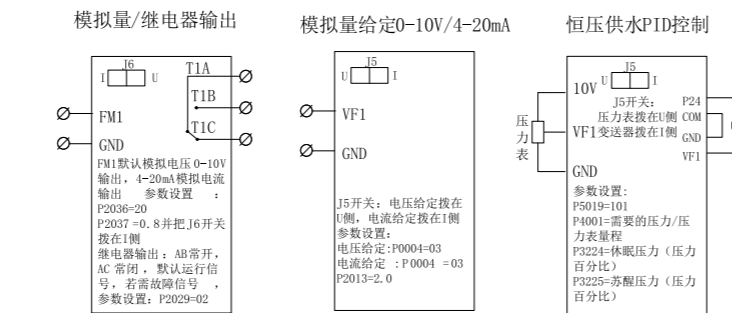 模拟量/继电器输出
J6
I
U
T1A
T1B
T1C
FM1
GND
FM1默认模拟电压0-10V
输出，4-20mA模拟电流
输出 参数设置 ：
P2036=20
P2037=0.8并把J6开关
拨在I侧
继电器输出：AB常开，
AC 常闭 ，默认运行信
号，若需故障信号 ，
参数设置：P2029=02
模拟量给定0-10V/4-20mA
J5
U
I
VF1
GND
J5开关：电压给定拨在
U侧，电流给定拨在I侧
参数设置：
电压给定:P0004=03
电流给定 :P0004 =03
P2013=2.0
恒压供水PID控制
J5
U
I
10V
J5开关： P24
压力表拨在U侧 COM
VF1变送器拨在I侧 GND
VF1
压
力
表
GND
参数设置:
P5019=101
P4001=需要的压力/压
力表量程
P3224=休眠压力（压力
百分比）
P3225=苏醒压力（压力
百分比）